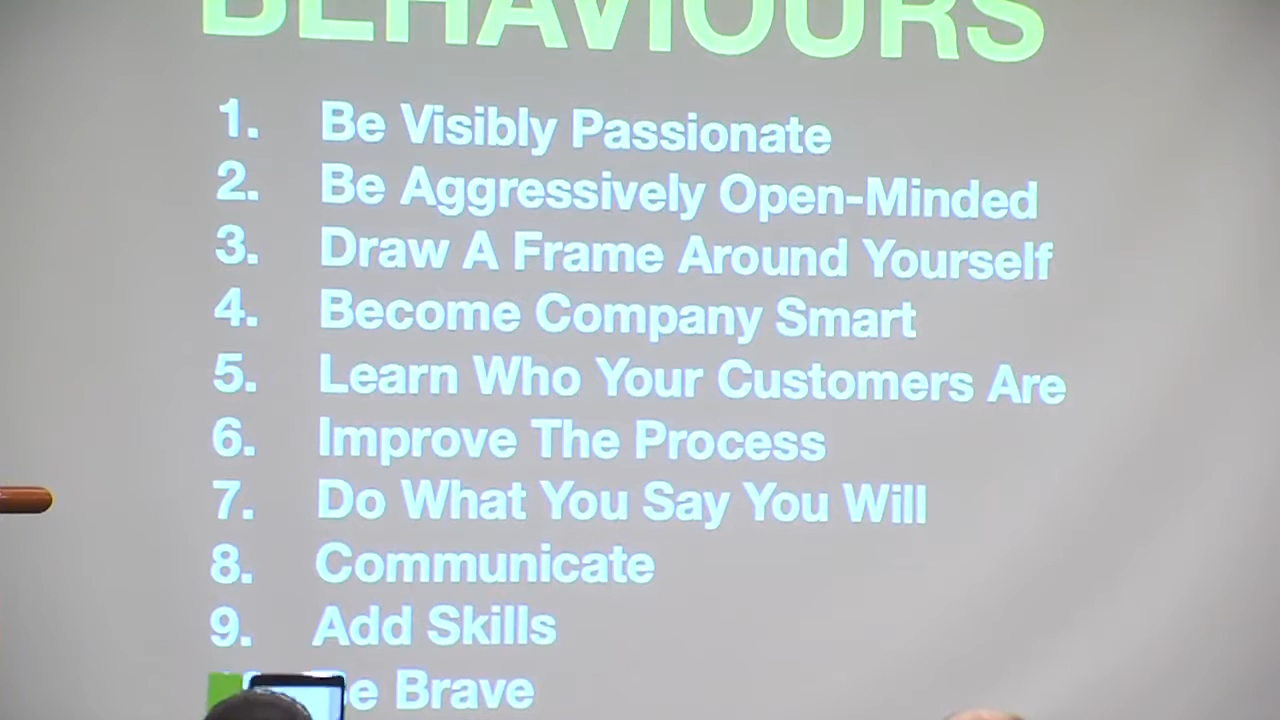 BEHAVIOURS
1. Be Visibly Passionate
2. Be Aggressively Open-Minded
3. Draw A Frame Around Yourself
4. Become Company Smart
5. Learn Who Your Customers Are
6. Improve The Process
7. Do What You Say You Will
8. Communicate
9. Add Skills
Brave